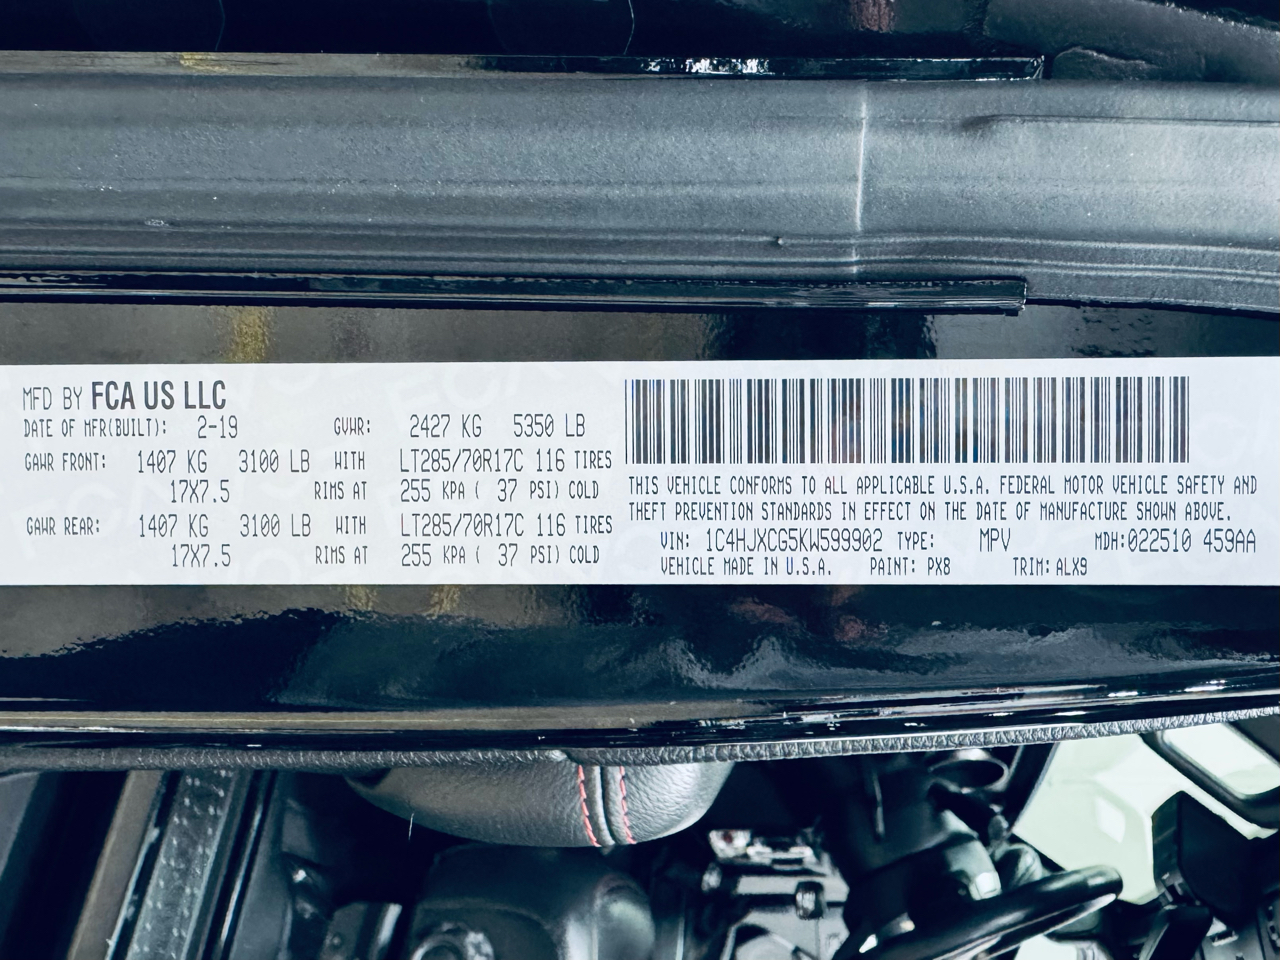 MFD BY FCA US LLC
DATE OF MFR(BUILT): 2-19 GVWR: 2427 KG 5350 LB
GAWR FRONT: 1407 KG 3100 LB WITH LT285/70R17C 116 TIRES
17X7.5 RIMS AT 255 KPA ( 37 PSI) COLD
GAWR REAR: 1407 KG 3100 LB WITH LT285/70R17C 116 TIRES
17X7.5 RIMS AT 255 KPA ( 37 PSI) COLD
THIS VEHICLE CONFORMS TO ALL APPLICABLE U.S.A. FEDERAL MOTOR VEHICLE SAFETY AND
THEFT PREVENTION STANDARDS IN EFFECT ON THE DATE OF MANUFACTURE SHOWN ABOVE.
VIN: 1C4HJXCG5KW599902 TYPE: MPV MDH:022510 459AA
VEHICLE MADE IN U.S.A. PAINT: PX8 TRIM: ALX9